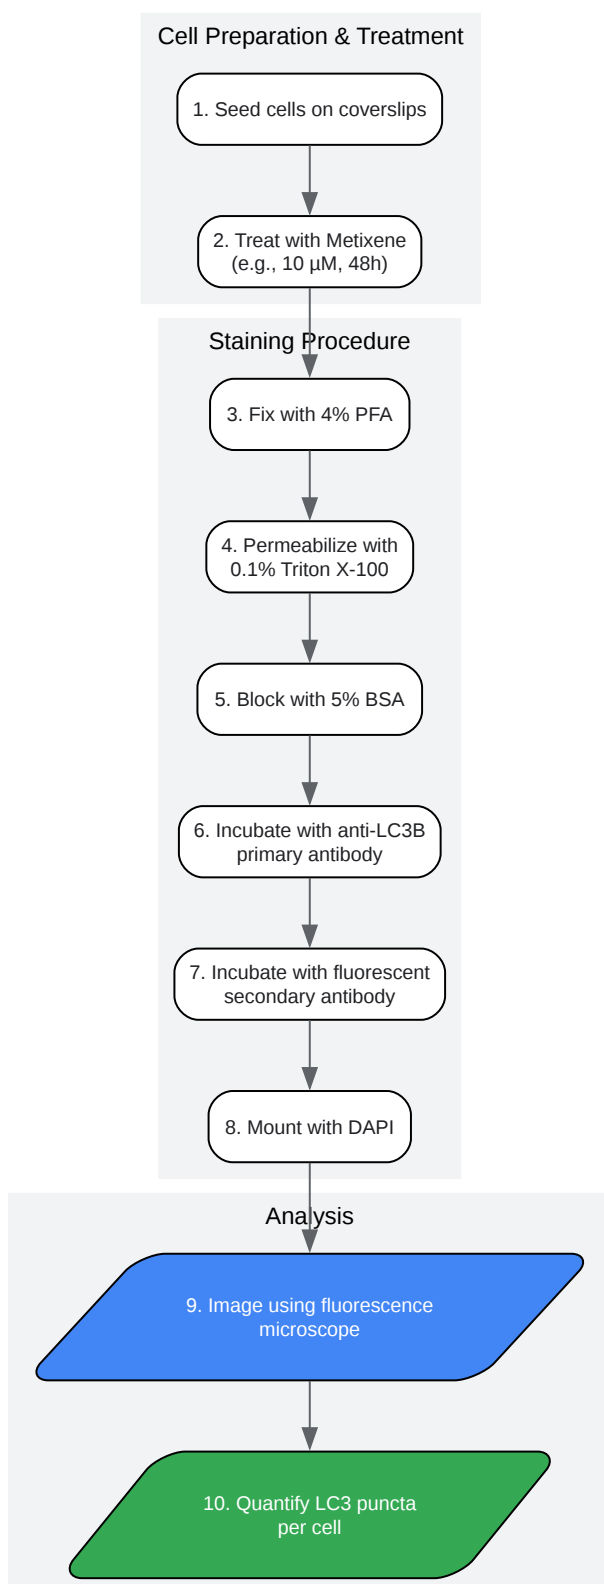 Cell Preparation & Treatment
1. Seed cells on coverslips
2. Treat with Metixene
(e.g., 10 µM, 48h)
Staining Procedure
3. Fix with 4% PFA
4. Permeabilize with
0.1% Triton X-100
5. Block with 5% BSA
6. Incubate with anti-LC3B
primary antibody
7. Incubate with fluorescent
secondary antibody
8. Mount with DAPI
Analysis
9. Image using fluorescence
microscope
10. Quantify LC3 puncta
per cell